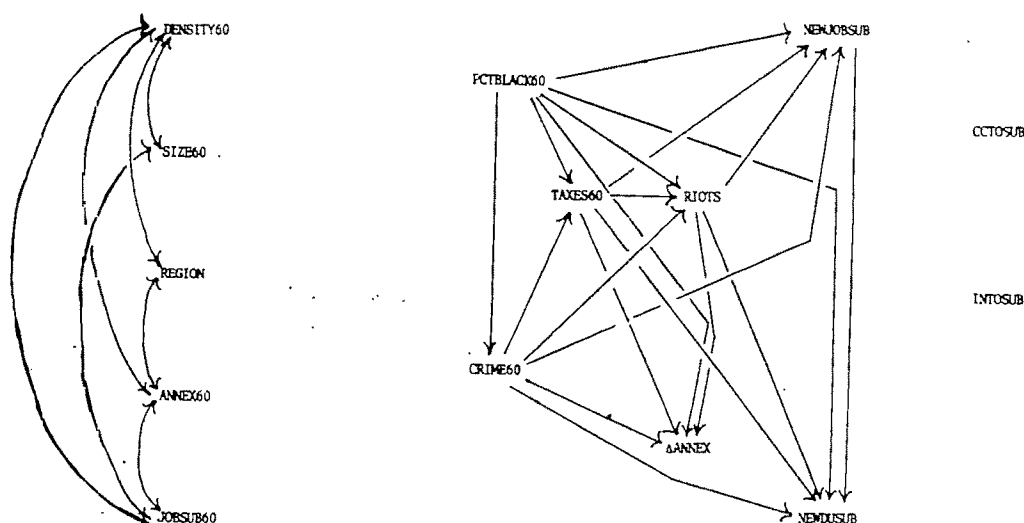 DENSITY60
NEWJOBSUB
PCTBLACK60
CCTOSUB
SIZE60
TAXES60
RIOTS
REGION
INTOSUB
CRIME60
ANNEX60
ΔANNEX
JOBSUB60
NEWDUSUB